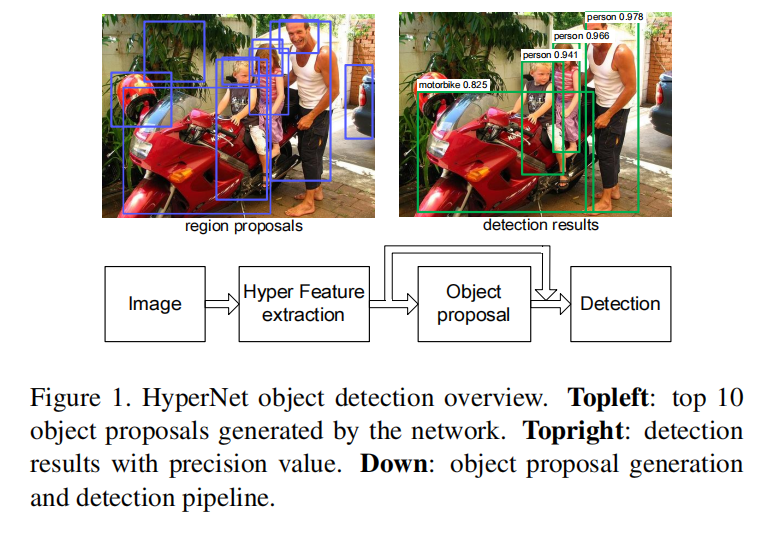 person 0.978
person 0.966
person 0.941
motorbike 0.825
region proposals
detection results
Image
Hyper Feature
extraction
Object
proposal
Detection
Figure 1. HyperNet object detection overview. Topleft: top 10
object proposals generated by the network. Topright: detection
results with precision value. Down: object proposal generation
and detection pipeline.